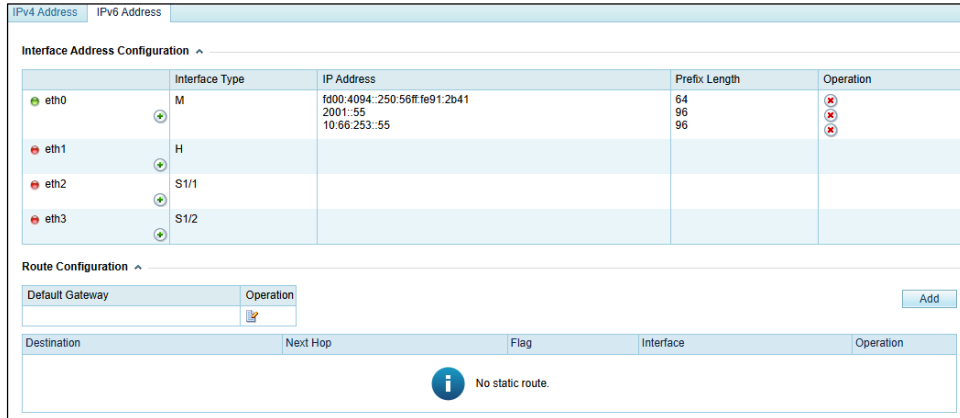 IPv4 Address IPv6 Address
Interface Address Configuration
Interface Type IP Address Prefix Length Operation
eth0 M fd00:4094::250:56ff:fe91:2b41 64
2001::55 96
10:66:253::55 96
eth1 H
eth2 S1/1
eth3 S1/2
Route Configuration
Default Gateway Operation
Add
Destination Next Hop Flag Interface Operation
No static route.